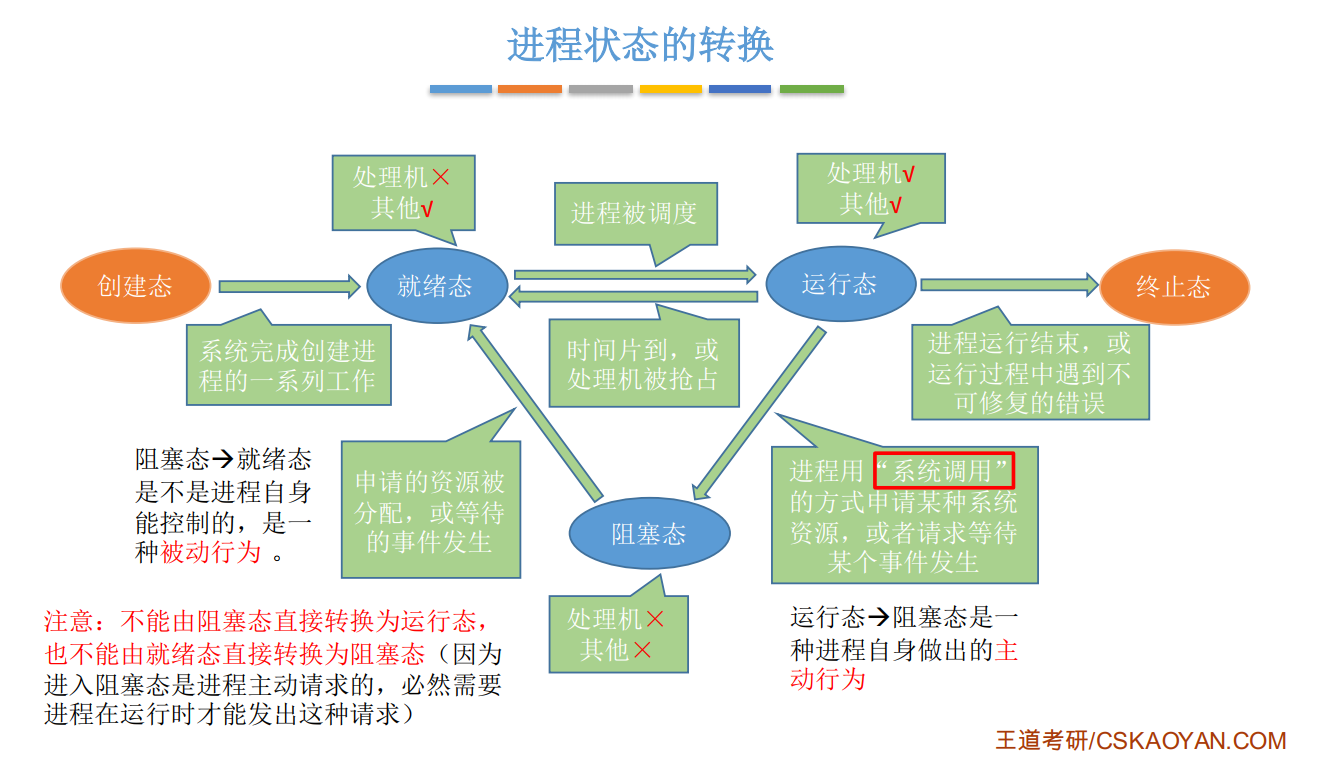 进程状态的转换
处理机×
其他√
进程被调度
处理机√
其他√
创建态
就绪态
运行态
终止态
系统完成创建进
程的一系列工作
时间片到，或
处理机被抢占
进程运行结束，或
运行过程中遇到不
可修复的错误
阻塞态→就绪态
是不是进程自身
能控制的，是一
种被动行为 。
申请的资源被
分配，或等待
的事件发生
进程用“系统调用”
的方式申请某种系统
资源，或者请求等待
某个事件发生
阻塞态
处理机×
其他×
注意：不能由阻塞态直接转换为运行态，
也不能由就绪态直接转换为阻塞态（因为
进入阻塞态是进程主动请求的，必然需要
进程在运行时才能发出这种请求）
运行态→阻塞态是一
种进程自身做出的主
动行为
王道考研/CSKAOYAN.COM